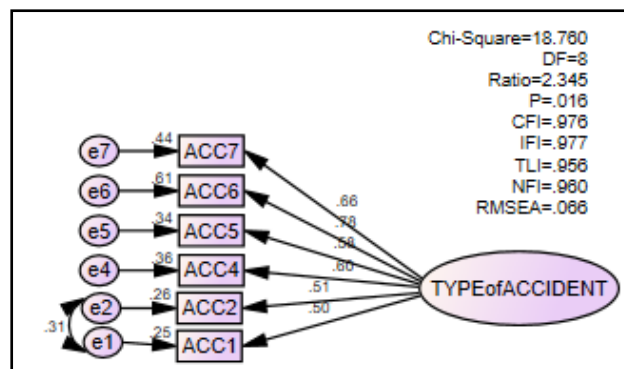 Chi-Square=18.760
DF=8
Ratio=2.345
P=.016
CFI=.976
IFI=.977
TLI=.956
NFI=.960
RMSEA=.066
e7 .44 ACC7 .66
e6 .61 ACC6 .78
e5 .34 ACC5 .58
e4 .36 ACC4 .60
e2 .26 ACC2 .51
e1 .25 ACC1 .50
.31
TYPEofACCIDENT